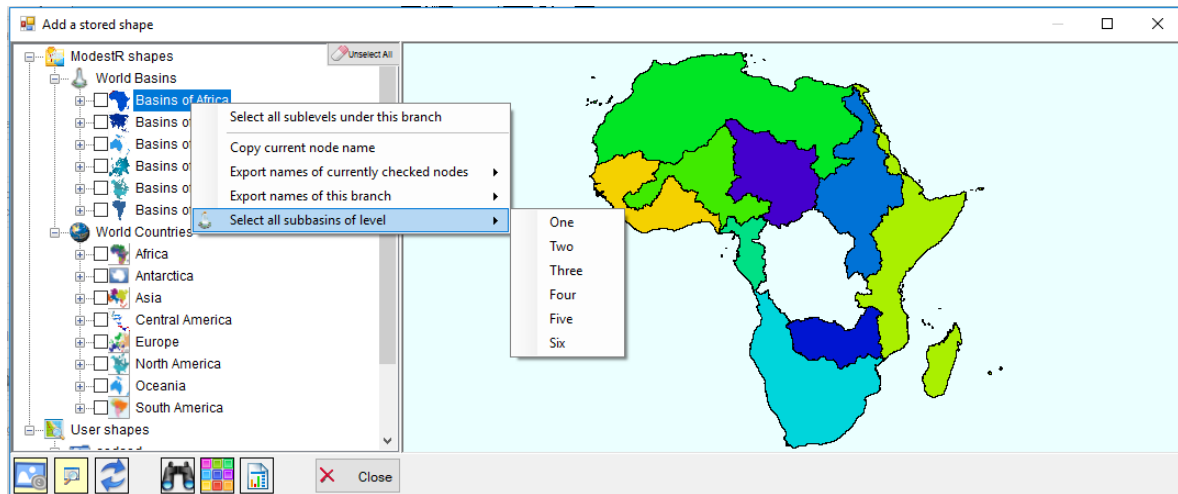 Add a stored shape
ModestR shapes
Unselect All
World Basins
Basins of Africa
Basins of
Basins of
Basins of
Basins of
Basins of
World Countries
Africa
Antarctica
Asia
Central America
Europe
North America
Oceania
South America
User shapes
Select all sublevels under this branch
Copy current node name
Export names of currently checked nodes
Export names of this branch
Select all subbasins of level
One
Two
Three
Four
Five
Six
Close